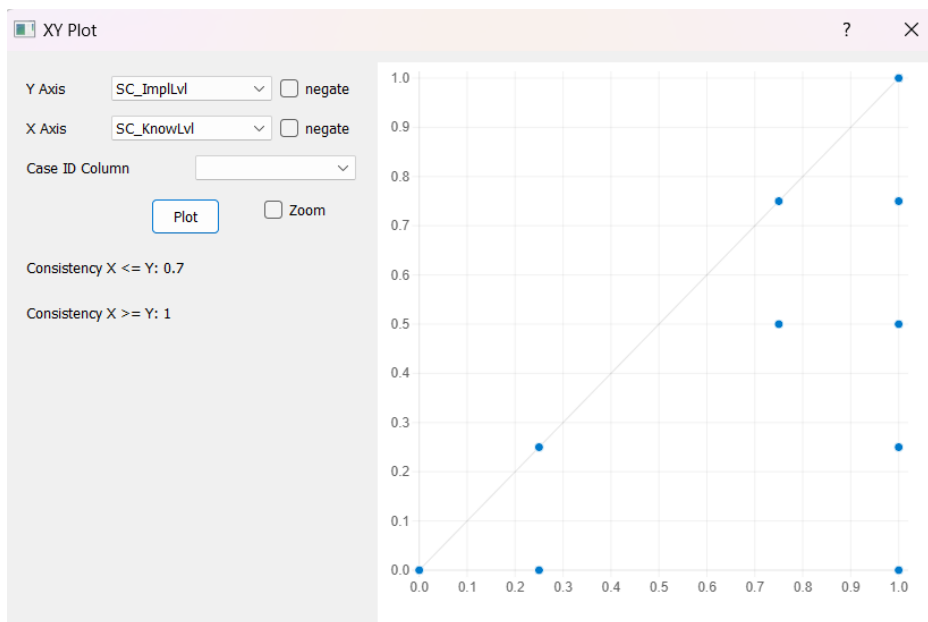 XY Plot ?
Y Axis SC_ImplLvl negate
X Axis SC_KnowLvl negate
Case ID Column
Plot Zoom
Consistency X <= Y: 0.7
Consistency X >= Y: 1
1.0
0.9
0.8
0.7
0.6
0.5
0.4
0.3
0.2
0.1
0.0
0.0 0.1 0.2 0.3 0.4 0.5 0.6 0.7 0.8 0.9 1.0